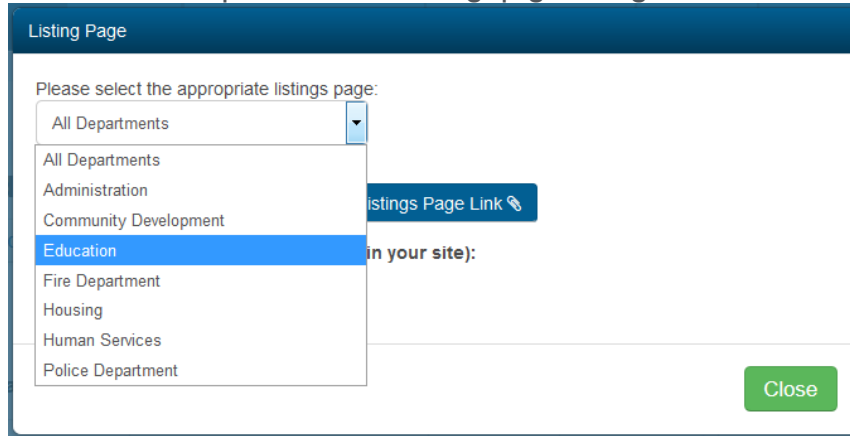 Listing Page
Please select the appropriate listings page:
All Departments
All Departments
Administration
Community Development
istings Page Link
Education
in your site):
Fire Department
Housing
Human Services
Police Department
Close